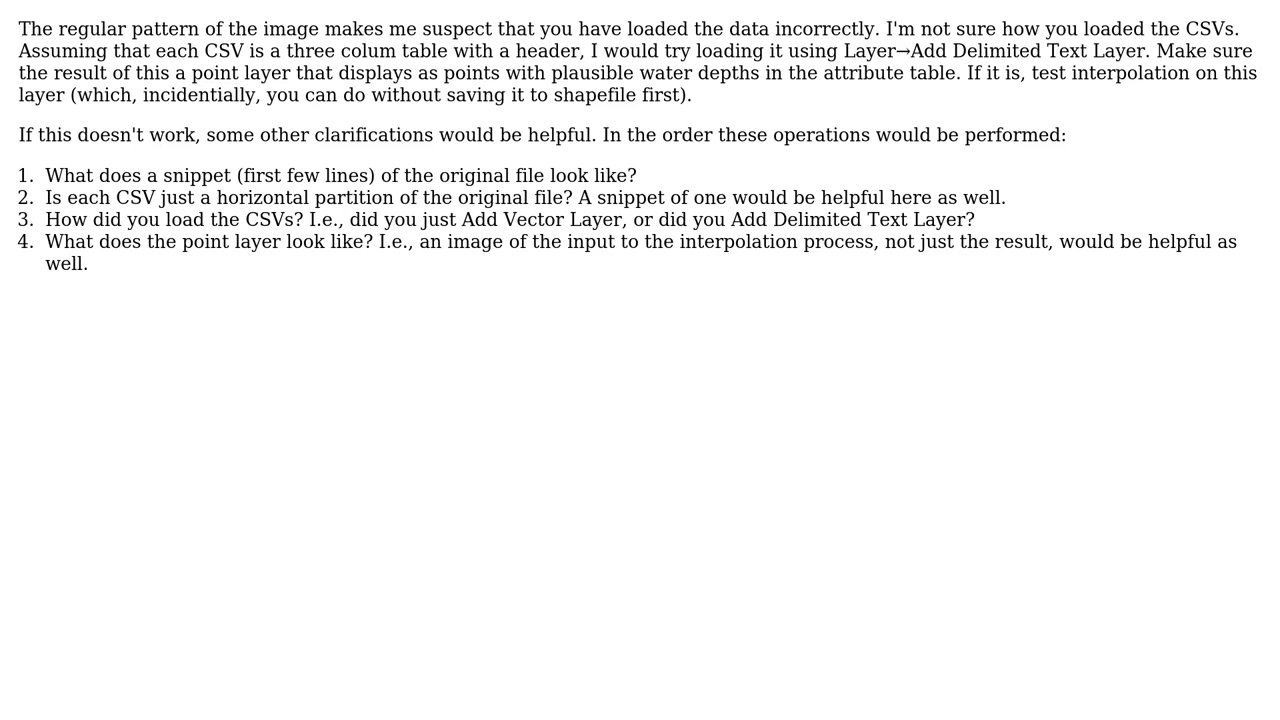 The regular pattern of the image makes me suspect that you have loaded the data incorrectly. I'm not sure how you loaded the CSVs.
Assuming that each CSV is a three colum table with a header, I would try loading it using Layer→Add Delimited Text Layer. Make sure
the result of this a point layer that displays as points with plausible water depths in the attribute table. If it is, test interpolation on this
layer (which, incidentially, you can do without saving it to shapefile first).
If this doesn't work, some other clarifications would be helpful. In the order these operations would be performed:
1. What does a snippet (first few lines) of the original file look like?
2. Is each CSV just a horizontal partition of the original file? A snippet of one would be helpful here as well.
3. How did you load the CSVs? I.e., did you just Add Vector Layer, or did you Add Delimited Text Layer?
4. What does the point layer look like? I.e., an image of the input to the interpolation process, not just the result, would be helpful as
well.